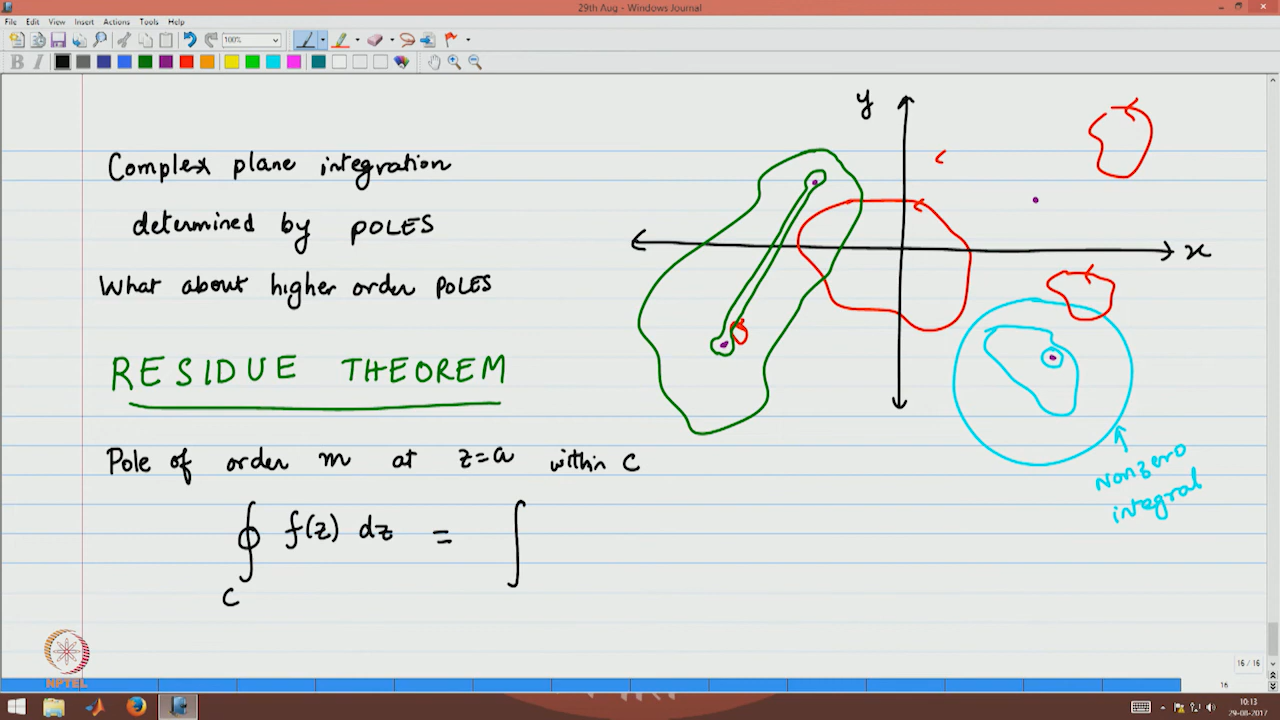 29th Aug - Windows Journal
File Edit View Insert Actions Tools Help
100%
B I
Complex plane integration
determined by POLES
What about higher order POLES
RESIDUE THEOREM
Pole of order m at z=a within C
∮ f(z) dz = ∫
C
y
x
Nonzero
integral
NPTEL
16 / 16
16
10:13
29-08-2017